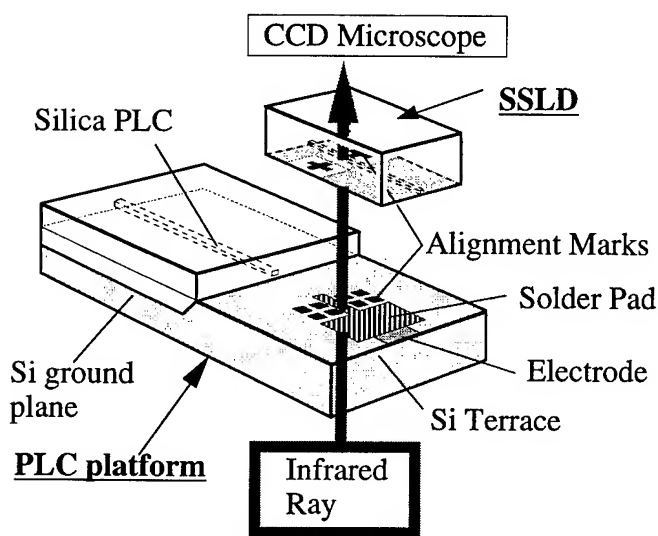 CCD Microscope
SSLD
Silica PLC
Alignment Marks
Solder Pad
Si ground
plane
Electrode
Si Terrace
PLC platform
Infrared
Ray